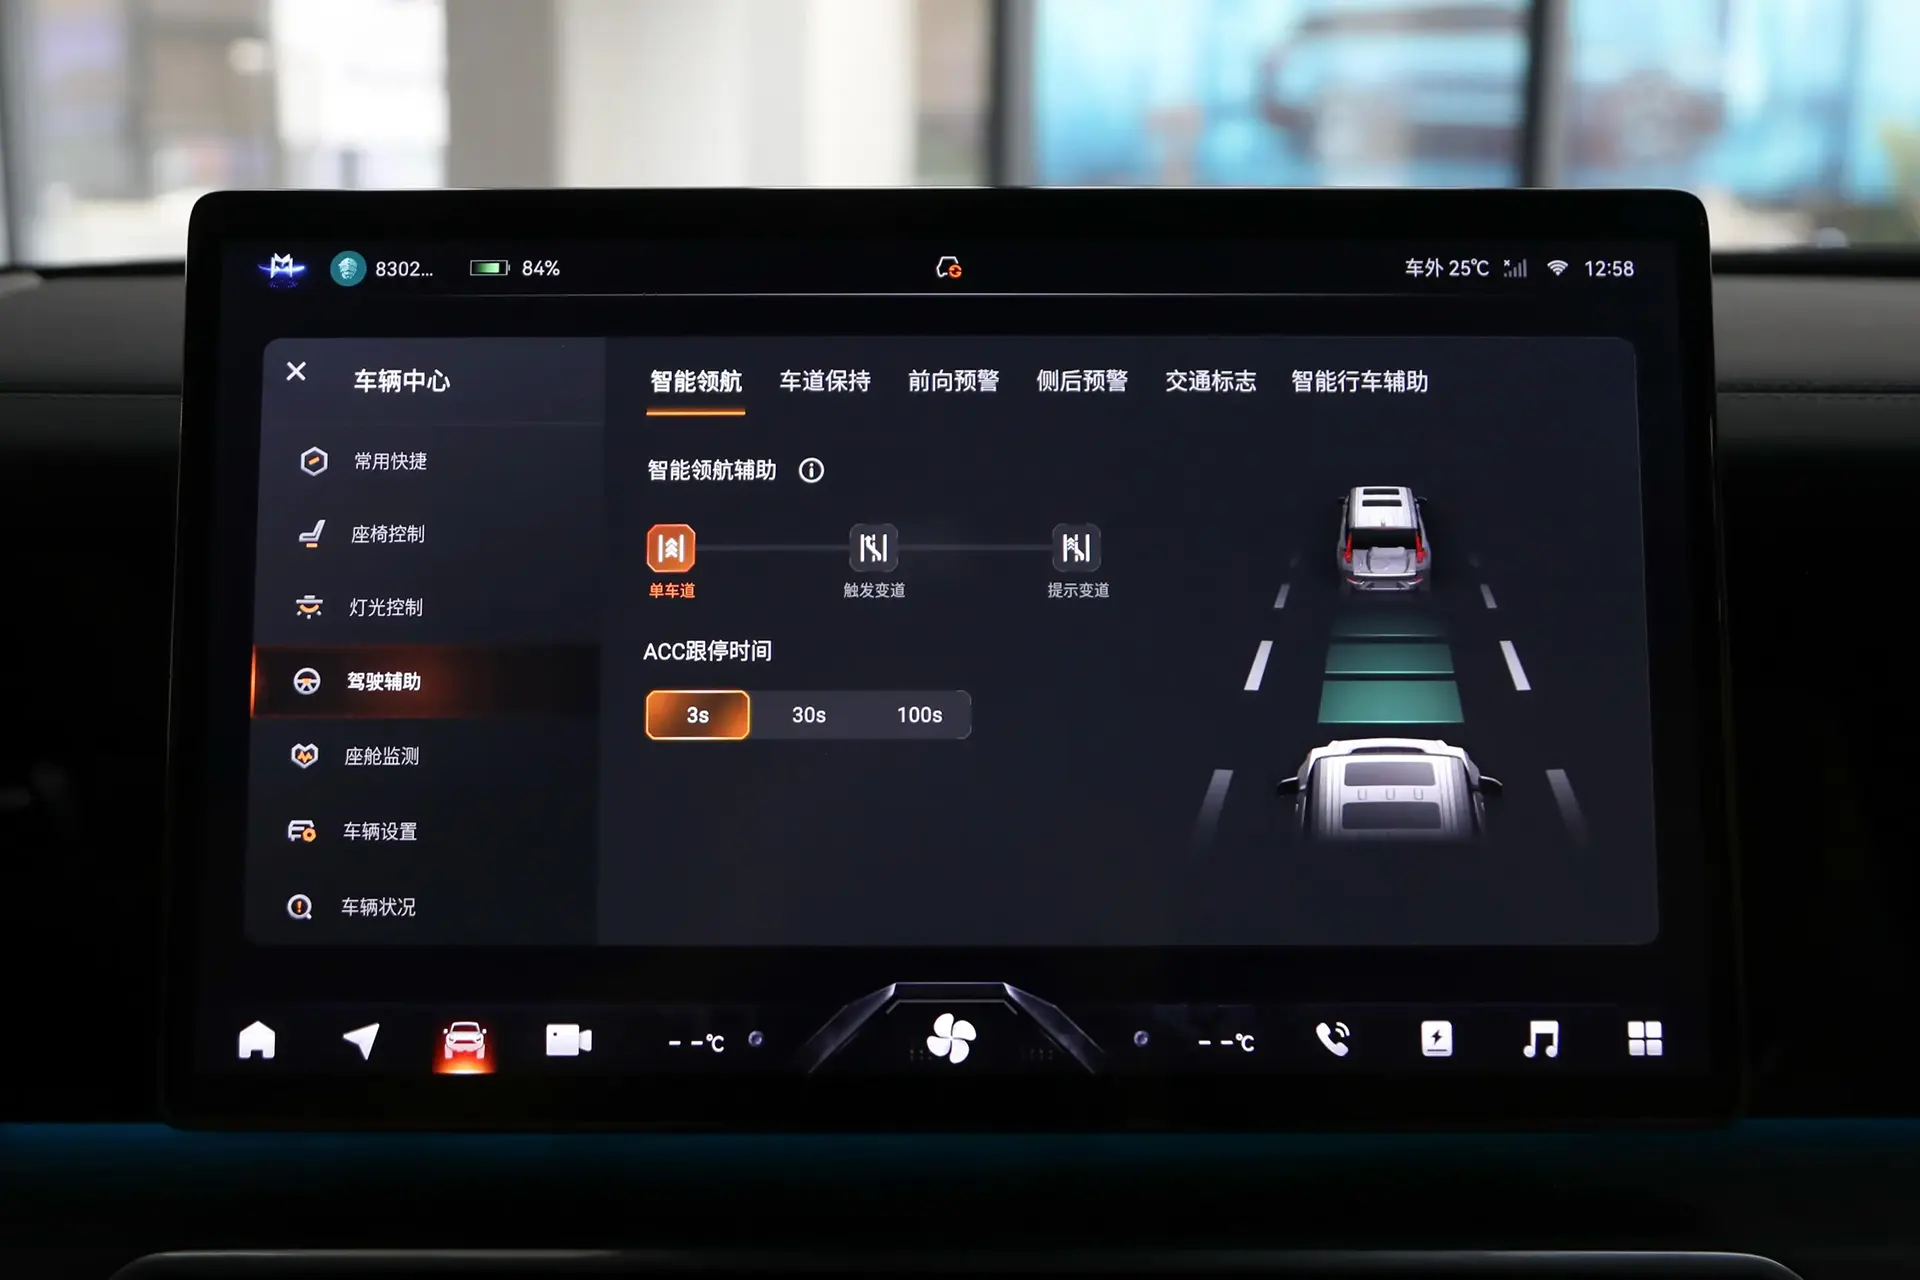 8302... 84% 车外 25℃ 12:58
车辆中心
常用快捷
座椅控制
灯光控制
驾驶辅助
座舱监测
车辆设置
车辆状况
智能领航 车道保持 前向预警 侧后预警 交通标志 智能行车辅助
智能领航辅助
单车道 触发变道 提示变道
ACC跟停时间
3s 30s 100s
--℃ --℃